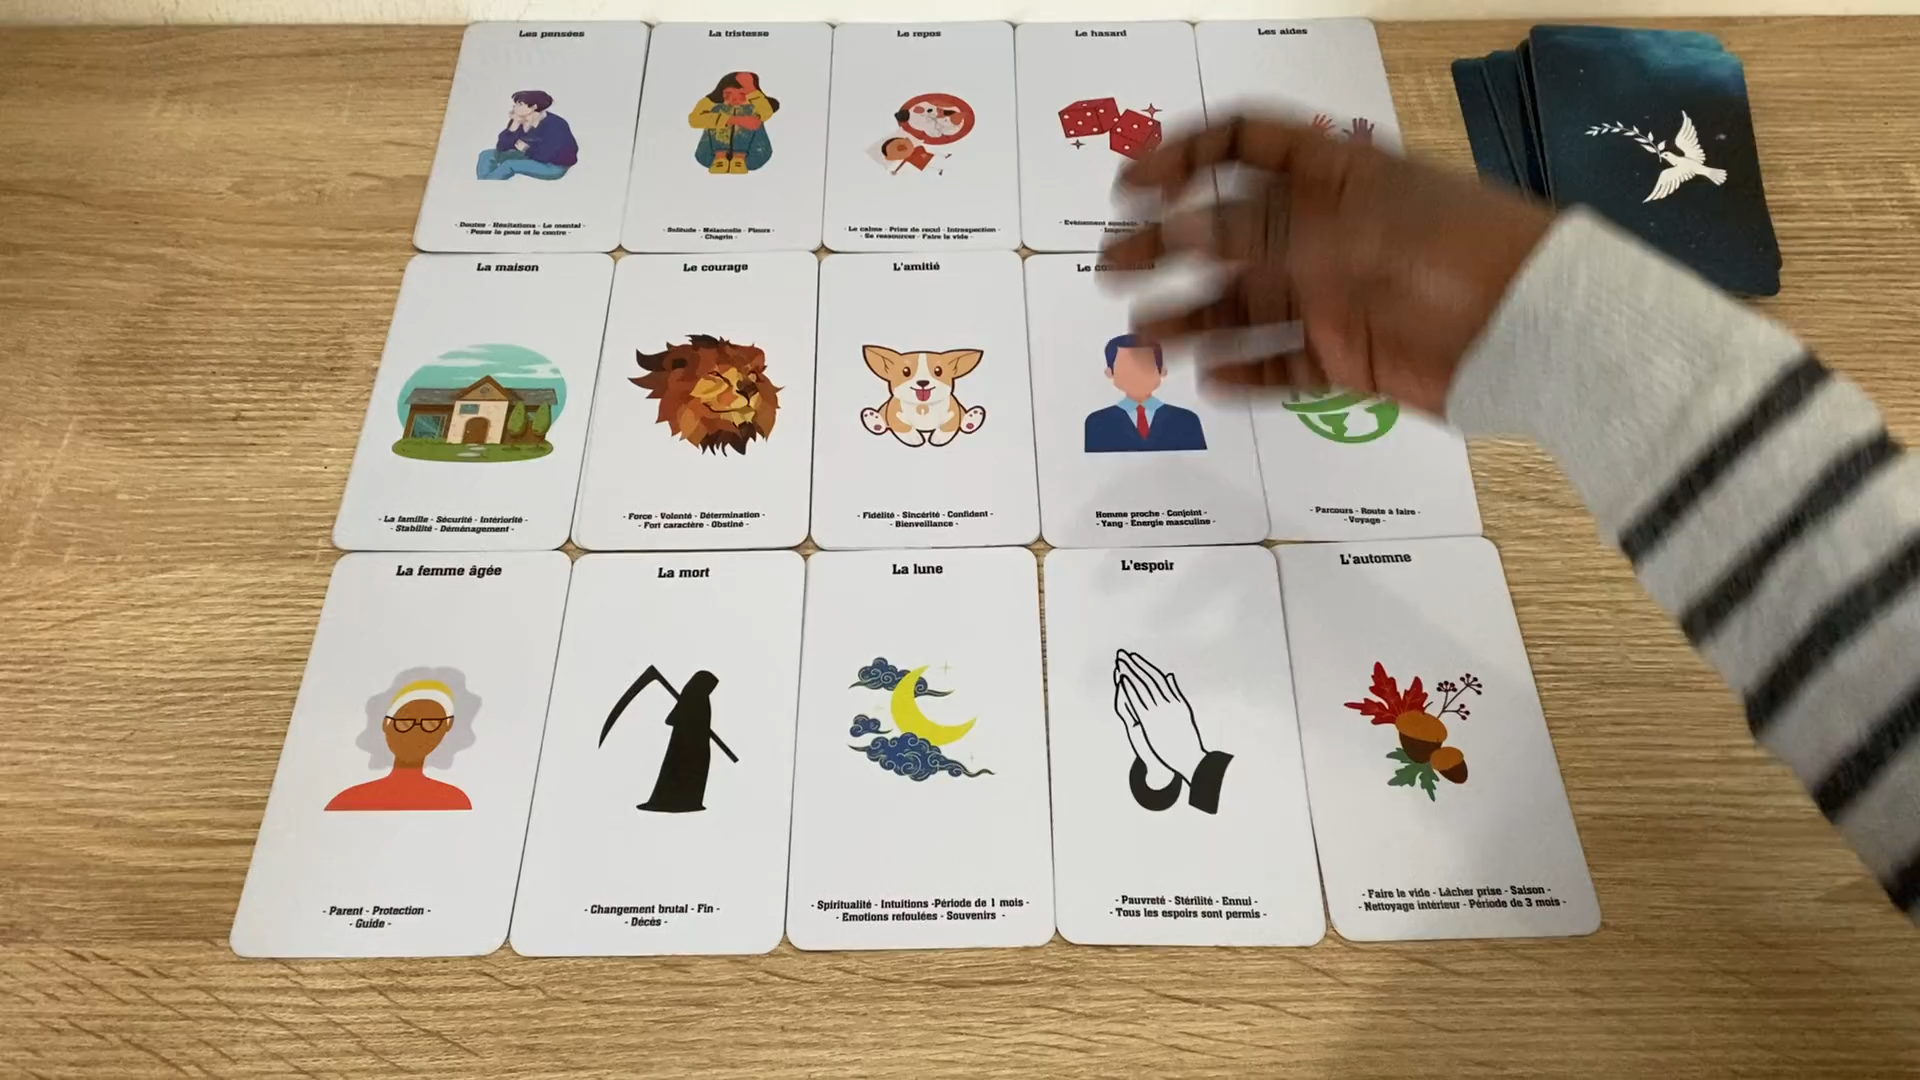 Les pensées
La tristesse
Le repos
Le hasard
Les aides
- Doutes - Hésitations - Le mental -
- Peser le pour et le contre -
- Solitude - Mélancolie - Pleurs -
- Chagrin -
- Le calme - Prise de recul - Introspection -
- Se ressourcer - Faire le vide -
- Evénement soudain -
La maison
Le courage
L'amitié
Le
- La famille - Sécurité - Intériorité -
- Stabilité - Déménagement -
- Force - Volonté - Détermination -
- Fort caractère - Obstiné -
- Fidélité - Sincérité - Confident -
- Bienveillance -
Homme proche - Conjoint -
- Yang - Energie masculine -
- Parcours - Route à faire -
- Voyage -
La femme âgée
La mort
La lune
L'espoir
L'automne
- Parent - Protection -
- Guide -
- Changement brutal - Fin -
- Décès -
- Spiritualité - Intuitions -Période de 1 mois -
- Emotions refoulées - Souvenirs -
- Pauvreté - Stérilité - Ennui -
- Tous les espoirs sont permis -
- Faire le vide - Lâcher prise - Saison -
- Nettoyage intérieur - Période de 3 mois -